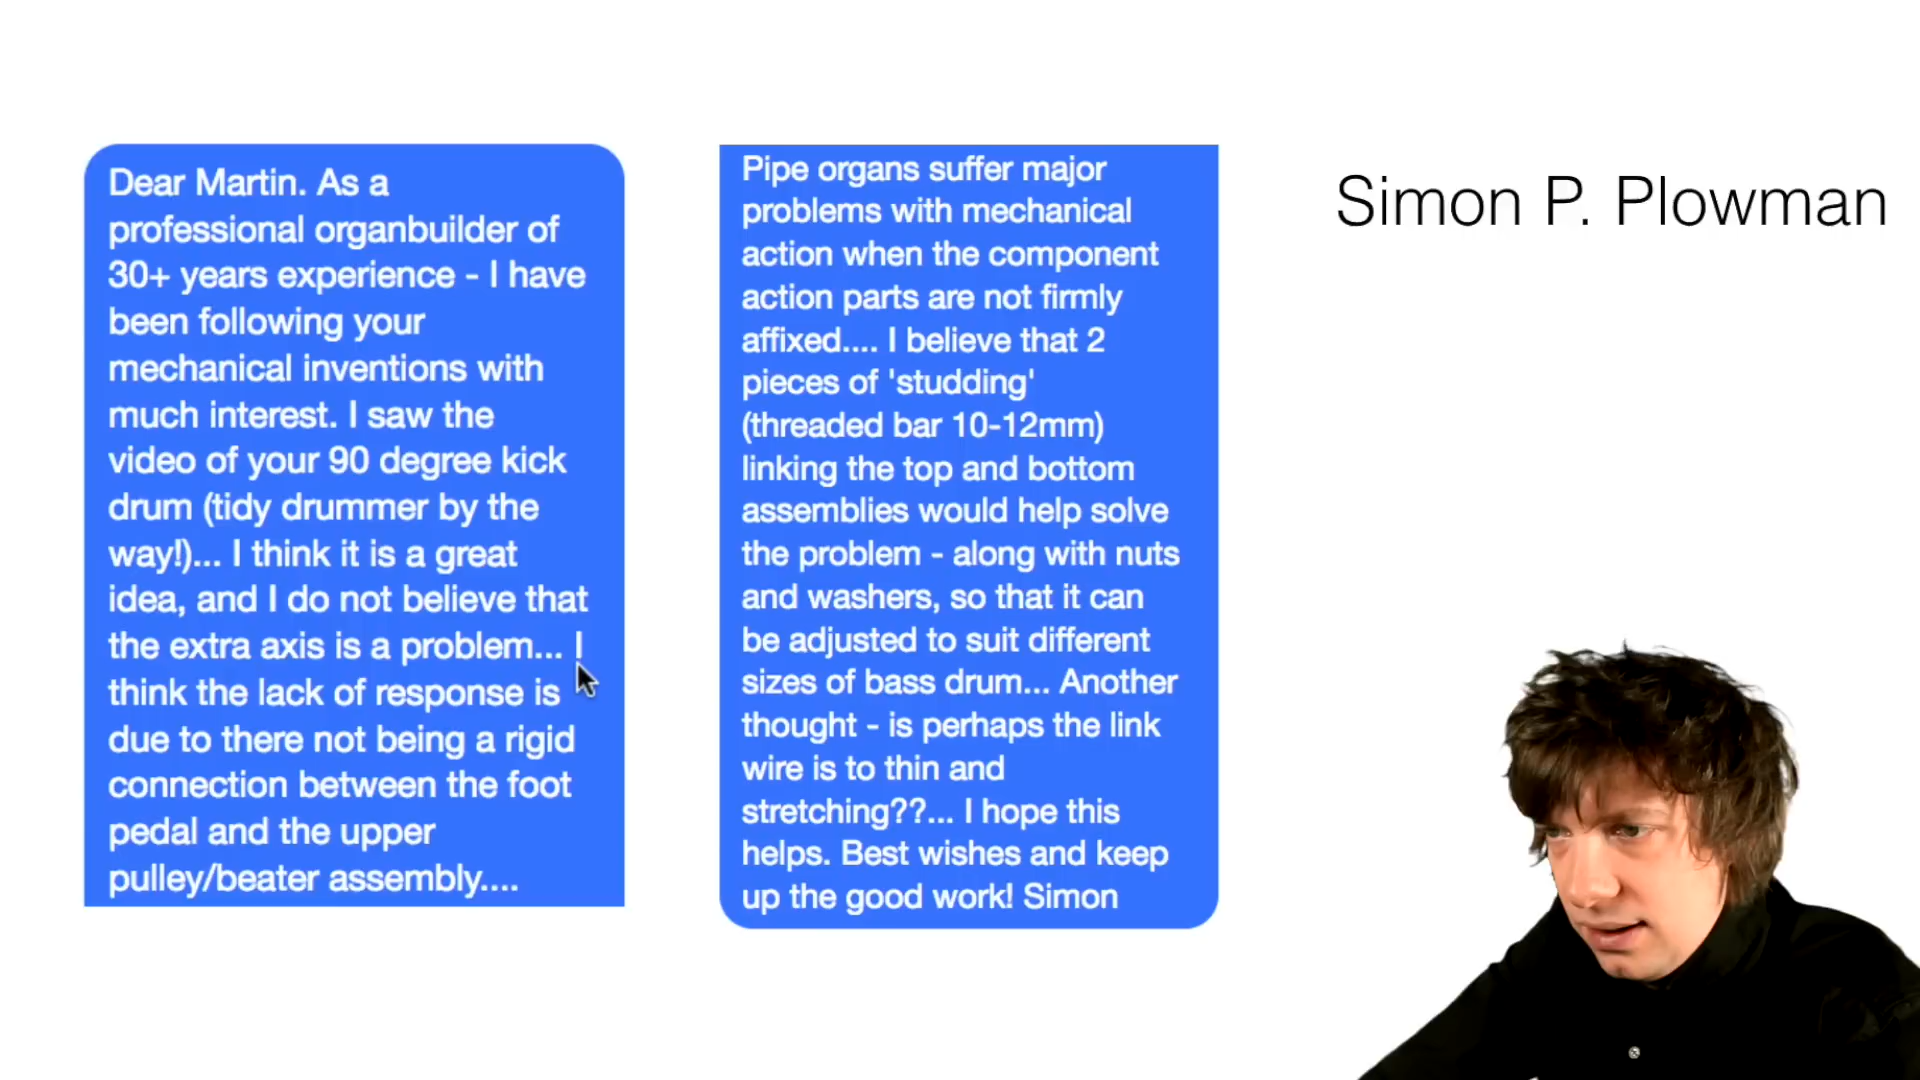 Dear Martin. As a
professional organbuilder of
30+ years experience - I have
been following your
mechanical inventions with
much interest. I saw the
video of your 90 degree kick
drum (tidy drummer by the
way!)... I think it is a great
idea, and I do not believe that
the extra axis is a problem... I
think the lack of response is
due to there not being a rigid
connection between the foot
pedal and the upper
pulley/beater assembly....
Pipe organs suffer major
problems with mechanical
action when the component
action parts are not firmly
affixed.... I believe that 2
pieces of 'studding'
(threaded bar 10-12mm)
linking the top and bottom
assemblies would help solve
the problem - along with nuts
and washers, so that it can
be adjusted to suit different
sizes of bass drum... Another
thought - is perhaps the link
wire is to thin and
stretching??... I hope this
helps. Best wishes and keep
up the good work! Simon
Simon P. Plowman